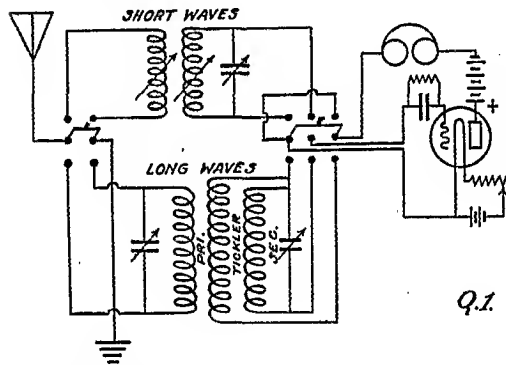 SHORT WAVES
+
LONG WAVES
PRI.
TICKLER
SEC.
Q.1.